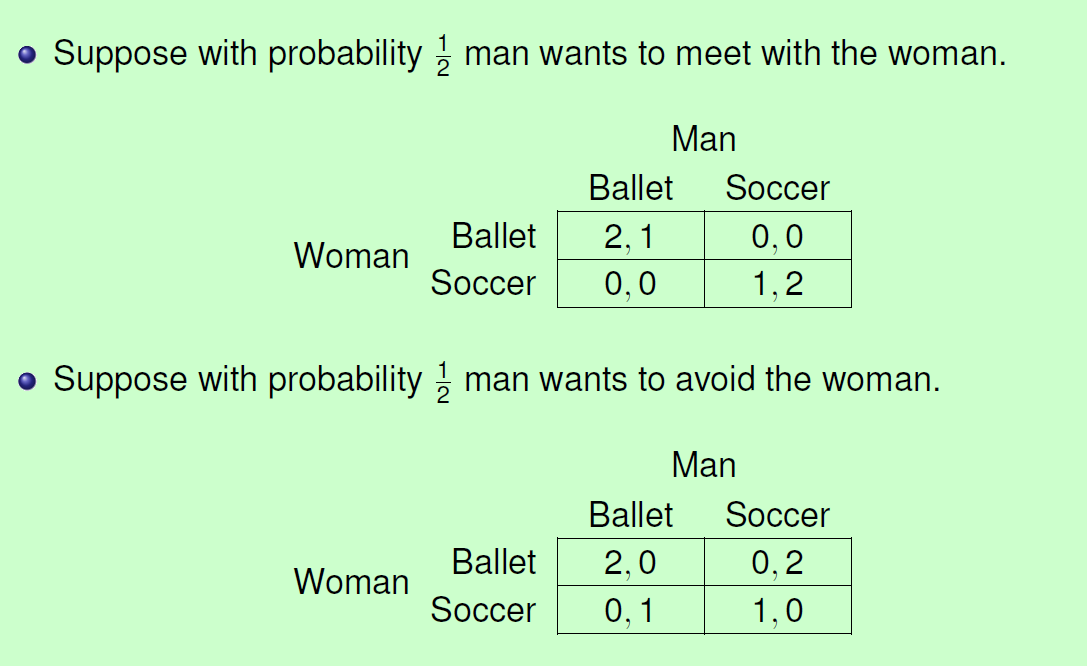 Suppose with probability 1/2 man wants to meet with the woman.
Man
Ballet Soccer
Ballet 2, 1 0, 0
Woman
Soccer 0, 0 1, 2
Suppose with probability 1/2 man wants to avoid the woman.
Man
Ballet Soccer
Ballet 2, 0 0, 2
Woman
Soccer 0, 1 1, 0